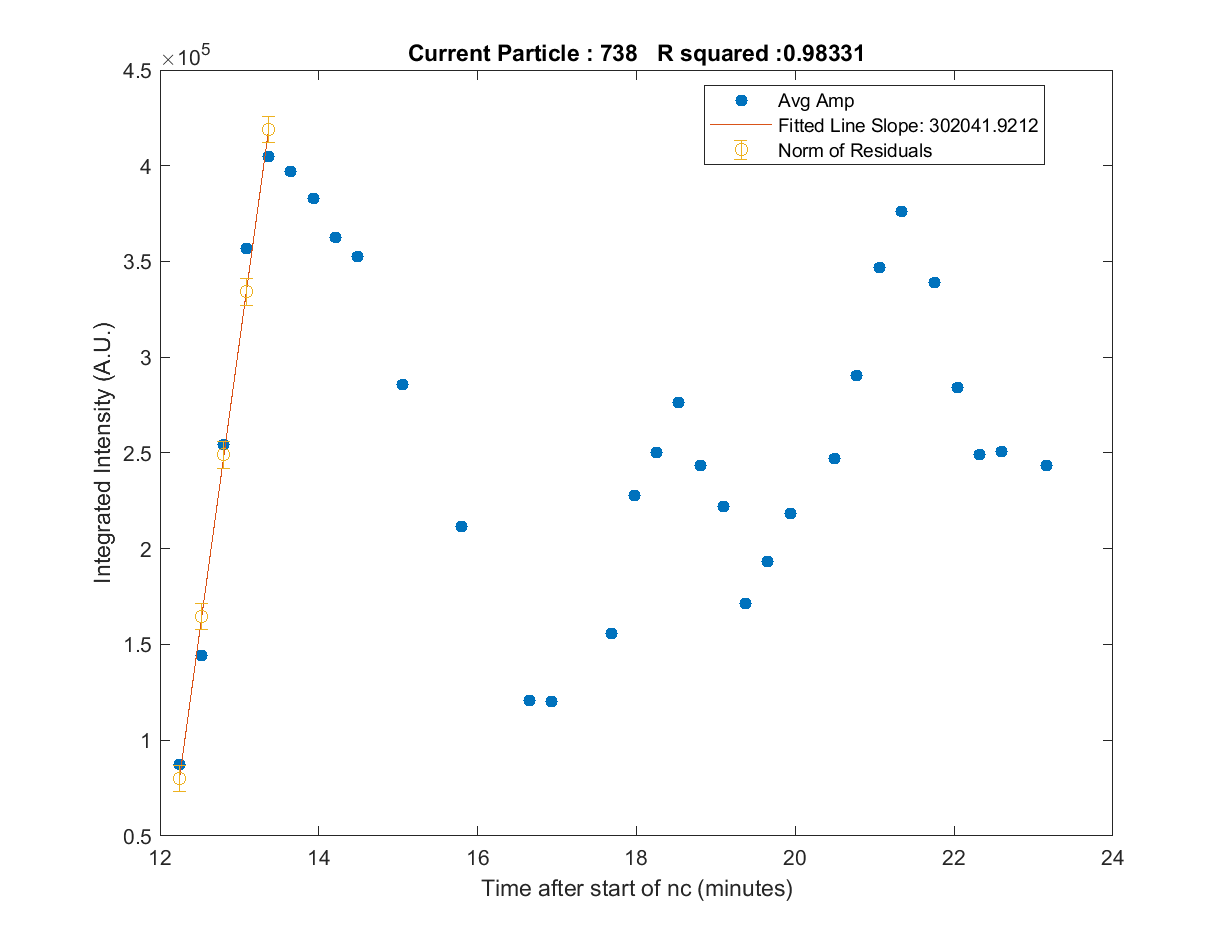 Current Particle : 738   R squared :0.98331
×10^5
4.5
4
3.5
3
2.5
2
1.5
1
0.5
Integrated Intensity (A.U.)
Avg Amp
Fitted Line Slope: 302041.9212
Norm of Residuals
12 14 16 18 20 22 24
Time after start of nc (minutes)